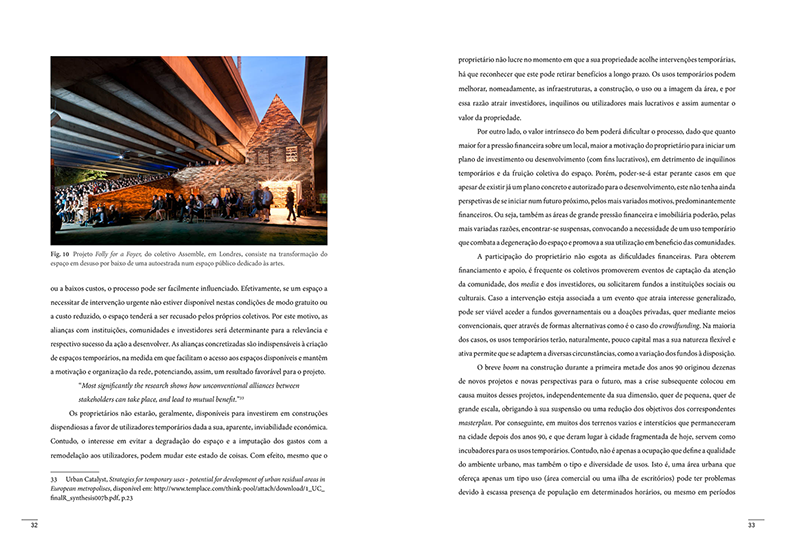 Fig. 10 Projeto Folly for a Foyer, do coletivo Assemble, em Londres, consiste na transformação do
espaço em desuso por baixo de uma autoestrada num espaço público dedicado às artes.
ou a baixos custos, o processo pode ser facilmente influenciado. Efetivamente, se um espaço a
necessitar de intervenção urgente não estiver disponível nestas condições de modo gratuito ou
a custo reduzido, o espaço tenderá a ser recusado pelos próprios coletivos. Por este motivo, as
alianças com instituições, comunidades e investidores será determinante para a relevância e
respectivo sucesso da ação a desenvolver. As alianças concretizadas são indispensáveis à criação
de espaços temporários, na medida em que facilitam o acesso aos espaços disponíveis e mantêm
a motivação e organização da rede, potenciando, assim, um resultado favorável para o projeto.
"Most significantly the research shows how unconventional alliances between
stakeholders can take place, and lead to mutual benefit."33
Os proprietários não estarão, geralmente, disponíveis para investirem em construções
dispendiosas a favor de utilizadores temporários dada a sua, aparente, inviabilidade económica.
Contudo, o interesse em evitar a degradação do espaço e a imputação dos gastos com a
remodelação aos utilizadores, podem mudar este estado de coisas. Com efeito, mesmo que o
33 Urban Catalyst, Strategies for temporary uses - potential for development of urban residual areas in
European metropolises, disponível em: http://www.templace.com/think-pool/attach/download/1_UC_
finalR_synthesis007b.pdf, p.23
32
proprietário não lucre no momento em que a sua propriedade acolhe intervenções temporárias,
há que reconhecer que este pode retirar benefícios a longo prazo. Os usos temporários podem
melhorar, nomeadamente, as infraestruturas, a construção, o uso ou a imagem da área, e por
essa razão atrair investidores, inquilinos ou utilizadores mais lucrativos e assim aumentar o
valor da propriedade.
Por outro lado, o valor intrínseco do bem poderá dificultar o processo, dado que quanto
maior for a pressão financeira sobre um local, maior a motivação do proprietário para iniciar um
plano de investimento ou desenvolvimento (com fins lucrativos), em detrimento de inquilinos
temporários e da fruição coletiva do espaço. Porém, poder-se-á estar perante casos em que
apesar de existir já um plano concreto e autorizado para o desenvolvimento, este não tenha ainda
perspetivas de se iniciar num futuro próximo, pelos mais variados motivos, predominantemente
financeiros. Ou seja, também as áreas de grande pressão financeira e imobiliária poderão, pelas
mais variadas razões, encontrar-se suspensas, convocando a necessidade de um uso temporário
que combata a degeneração do espaço e promova a sua utilização em benefício das comunidades.
A participação do proprietário não esgota as dificuldades financeiras. Para obterem
financiamento e apoio, é frequente os coletivos promoverem eventos de captação da atenção
da comunidade, dos media e dos investidores, ou solicitarem fundos a instituições sociais ou
culturais. Caso a intervenção esteja associada a um evento que atraia interesse generalizado,
pode ser viável aceder a fundos governamentais ou a doações privadas, quer mediante meios
convencionais, quer através de formas alternativas como é o caso do crowdfunding. Na maioria
dos casos, os usos temporários terão, naturalmente, pouco capital mas a sua natureza flexível e
ativa permite que se adaptem a diversas circunstâncias, como a variação dos fundos à disposição.
O breve boom na construção durante a primeira metade dos anos 90 originou dezenas
de novos projetos e novas perspectivas para o futuro, mas a crise subsequente colocou em
causa muitos desses projetos, independentemente da sua dimensão, quer de pequena, quer de
grande escala, obrigando à sua suspensão ou uma redução dos objetivos dos correspondentes
masterplan. Por conseguinte, em muitos dos terrenos vazios e interstícios que permaneceram
na cidade depois dos anos 90, e que deram lugar à cidade fragmentada de hoje, servem como
incubadores para os usos temporários. Contudo, não é apenas a ocupação que define a qualidade
do ambiente urbano, mas também o tipo e diversidade de usos. Isto é, uma área urbana que
ofereça apenas um tipo uso (área comercial ou uma ilha de escritórios) pode ter problemas
devido à escassa presença de população em determinados horários, ou mesmo em períodos
33